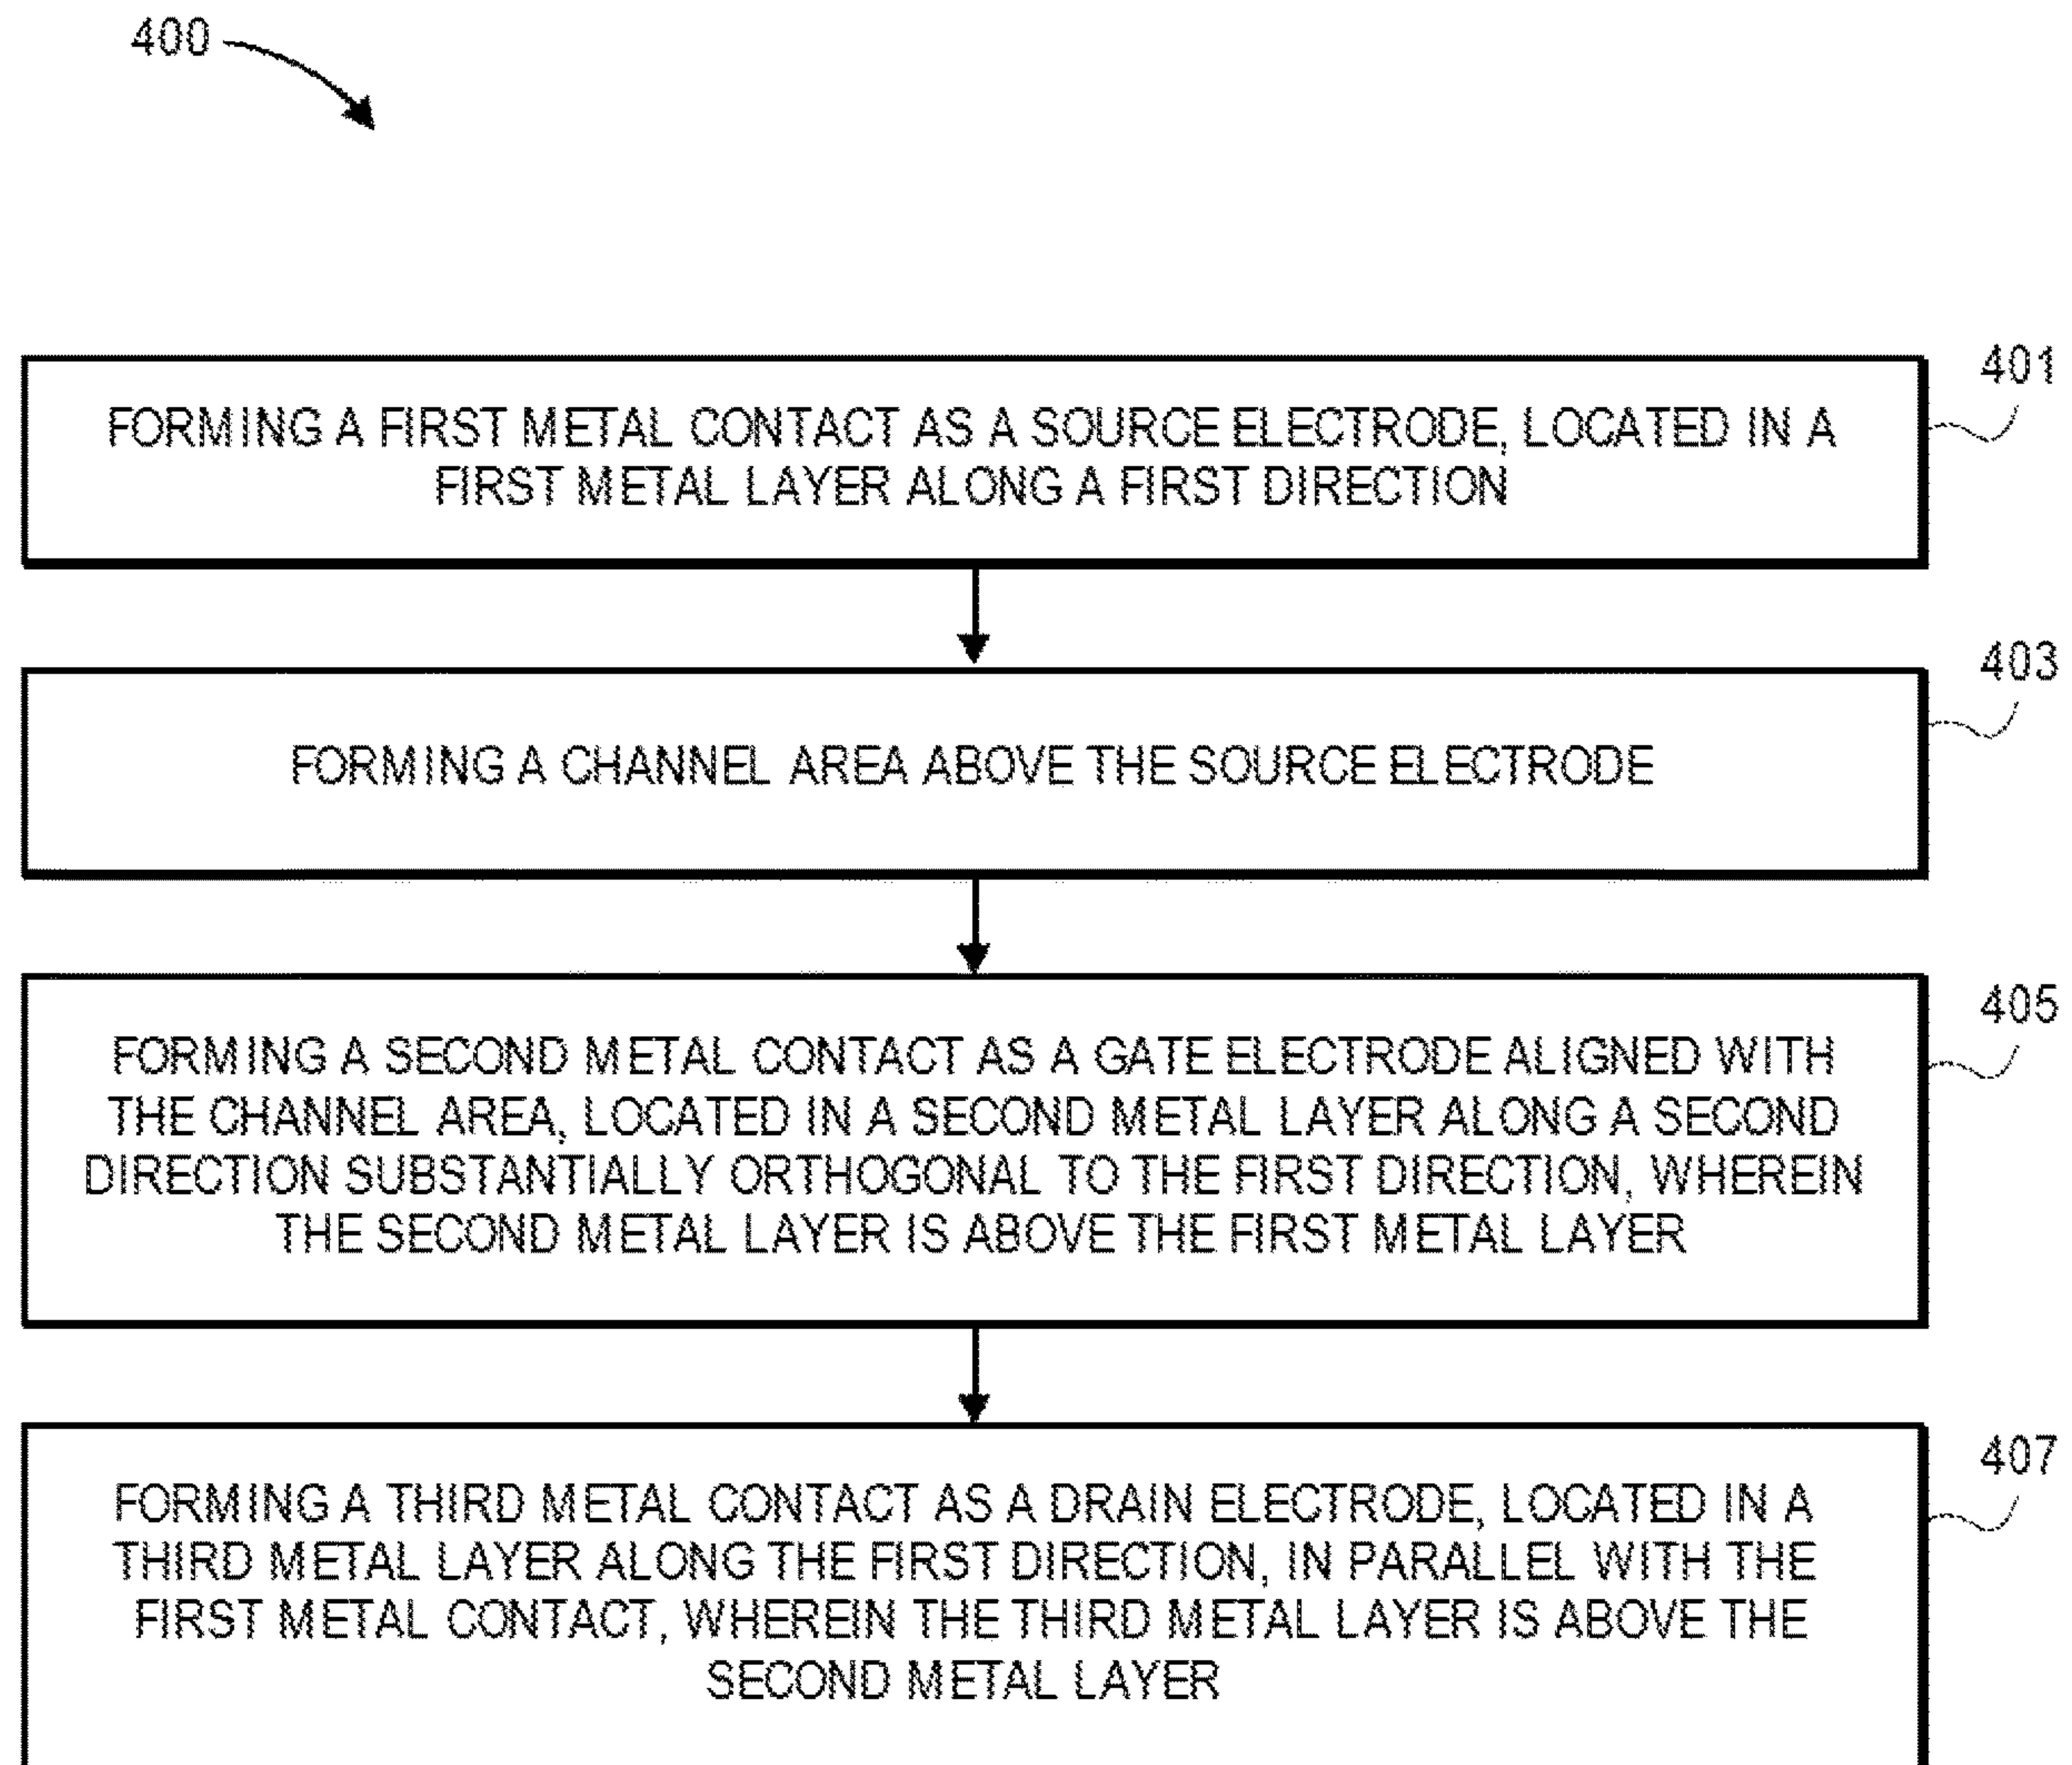 400
401
FORMING A FIRST METAL CONTACT AS A SOURCE ELECTRODE, LOCATED IN A
FIRST METAL LAYER ALONG A FIRST DIRECTION
403
FORMING A CHANNEL AREA ABOVE THE SOURCE ELECTRODE
405
FORMING A SECOND METAL CONTACT AS A GATE ELECTRODE ALIGNED WITH
THE CHANNEL AREA, LOCATED IN A SECOND METAL LAYER ALONG A SECOND
DIRECTION SUBSTANTIALLY ORTHOGONAL TO THE FIRST DIRECTION, WHEREIN
THE SECOND METAL LAYER IS ABOVE THE FIRST METAL LAYER
407
FORMING A THIRD METAL CONTACT AS A DRAIN ELECTRODE, LOCATED IN A
THIRD METAL LAYER ALONG THE FIRST DIRECTION, IN PARALLEL WITH THE
FIRST METAL CONTACT, WHEREIN THE THIRD METAL LAYER IS ABOVE THE
SECOND METAL LAYER